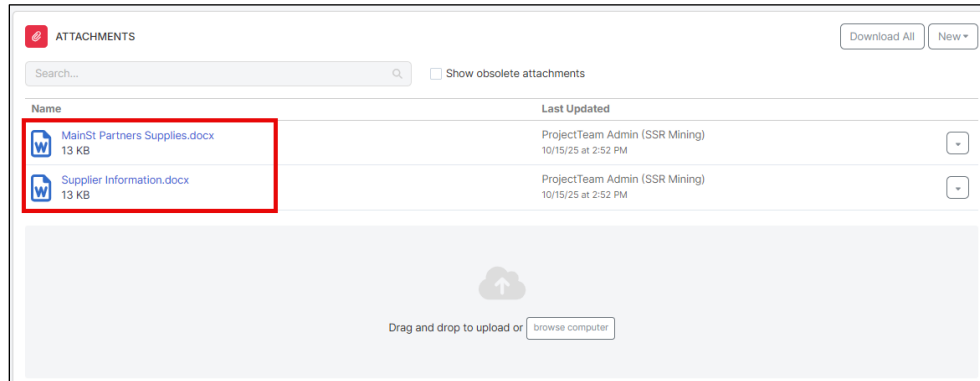 ATTACHMENTS
Download All
New
Search...
Show obsolete attachments
Name
Last Updated
MainSt Partners Supplies.docx
13 KB
ProjectTeam Admin (SSR Mining)
10/15/25 at 2:52 PM
Supplier Information.docx
13 KB
ProjectTeam Admin (SSR Mining)
10/15/25 at 2:52 PM
Drag and drop to upload or browse computer